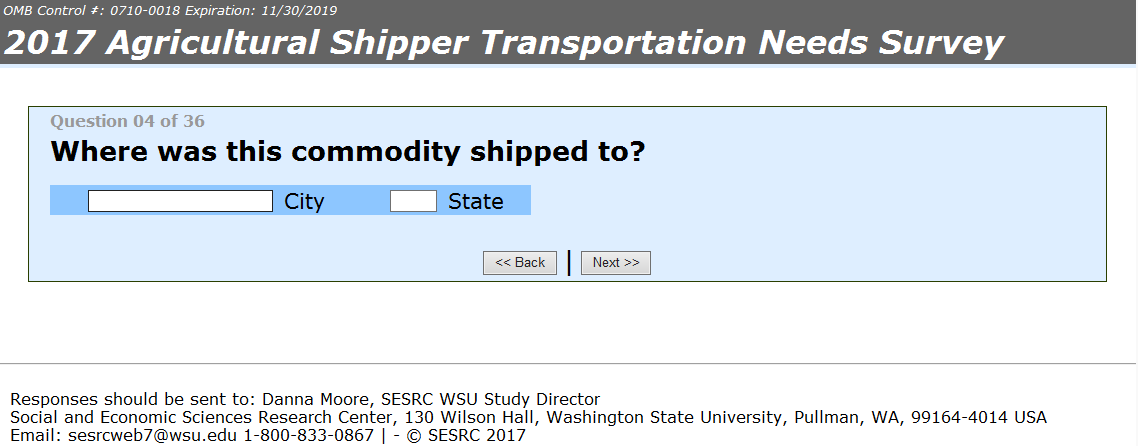 OMB Control #: 0710-0018 Expiration: 11/30/2019
2017 Agricultural Shipper Transportation Needs Survey
Question 04 of 36
Where was this commodity shipped to?
City State
<< Back | Next >>
Responses should be sent to: Danna Moore, SESRC WSU Study Director
Social and Economic Sciences Research Center, 130 Wilson Hall, Washington State University, Pullman, WA, 99164-4014 USA
Email: sesrcweb7@wsu.edu 1-800-833-0867 | - © SESRC 2017